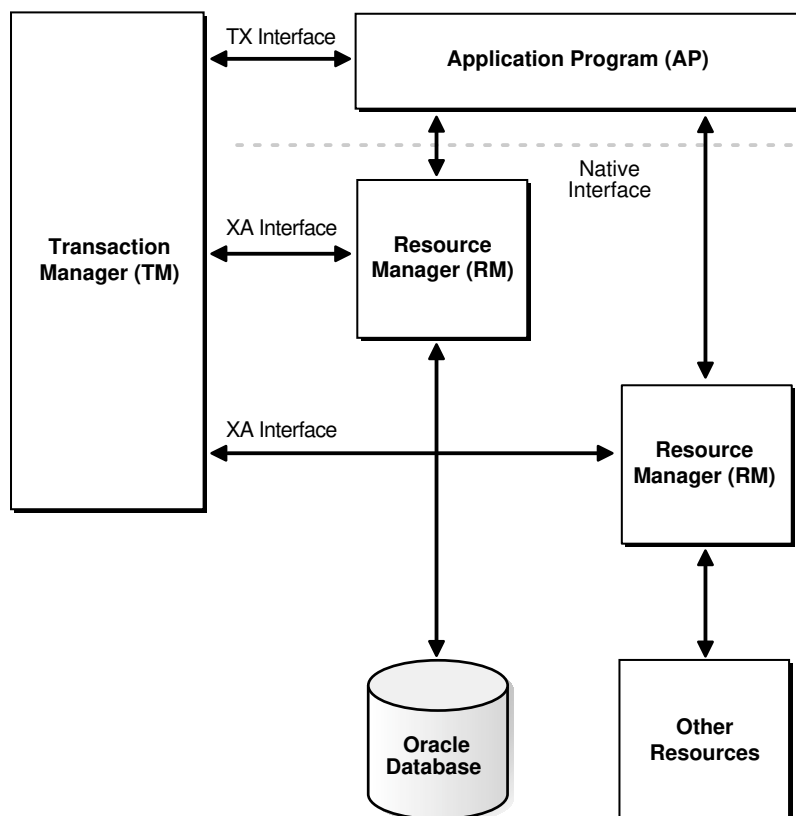 TX Interface
Application Program (AP)
Native
Interface
XA Interface
Transaction
Manager (TM)
Resource
Manager (RM)
XA Interface
Resource
Manager (RM)
Oracle
Database
Other
Resources